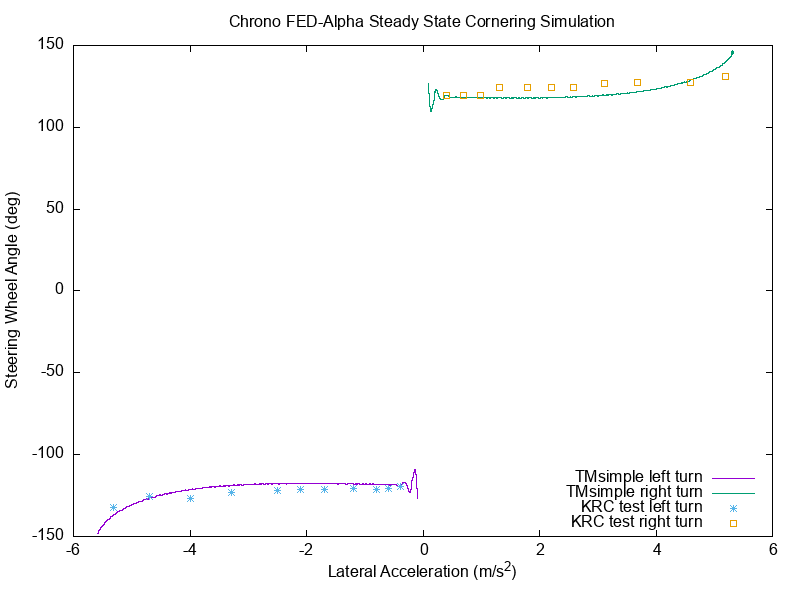 Chrono FED-Alpha Steady State Cornering Simulation
150
100
50
0
-50
-100
-150
Steering Wheel Angle (deg)
TMsimple left turn
TMsimple right turn
KRC test left turn
KRC test right turn
-6 -4 -2 0 2 4 6
Lateral Acceleration (m/s²)